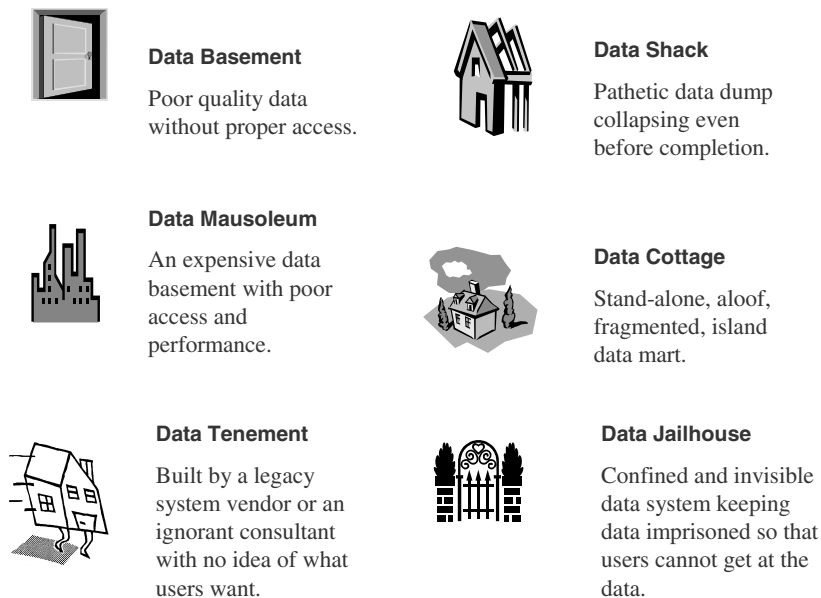 Data Basement
Poor quality data
without proper access.
Data Shack
Pathetic data dump
collapsing even
before completion.
Data Mausoleum
An expensive data
basement with poor
access and
performance.
Data Cottage
Stand-alone, aloof,
fragmented, island
data mart.
Data Tenement
Built by a legacy
system vendor or an
ignorant consultant
with no idea of what
users want.
Data Jailhouse
Confined and invisible
data system keeping
data imprisoned so that
users cannot get at the
data.